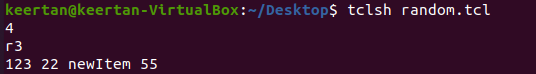 keertan@keertan-VirtualBox:~/Desktop$ tclsh random.tcl
4
r3
123 22 newItem 55